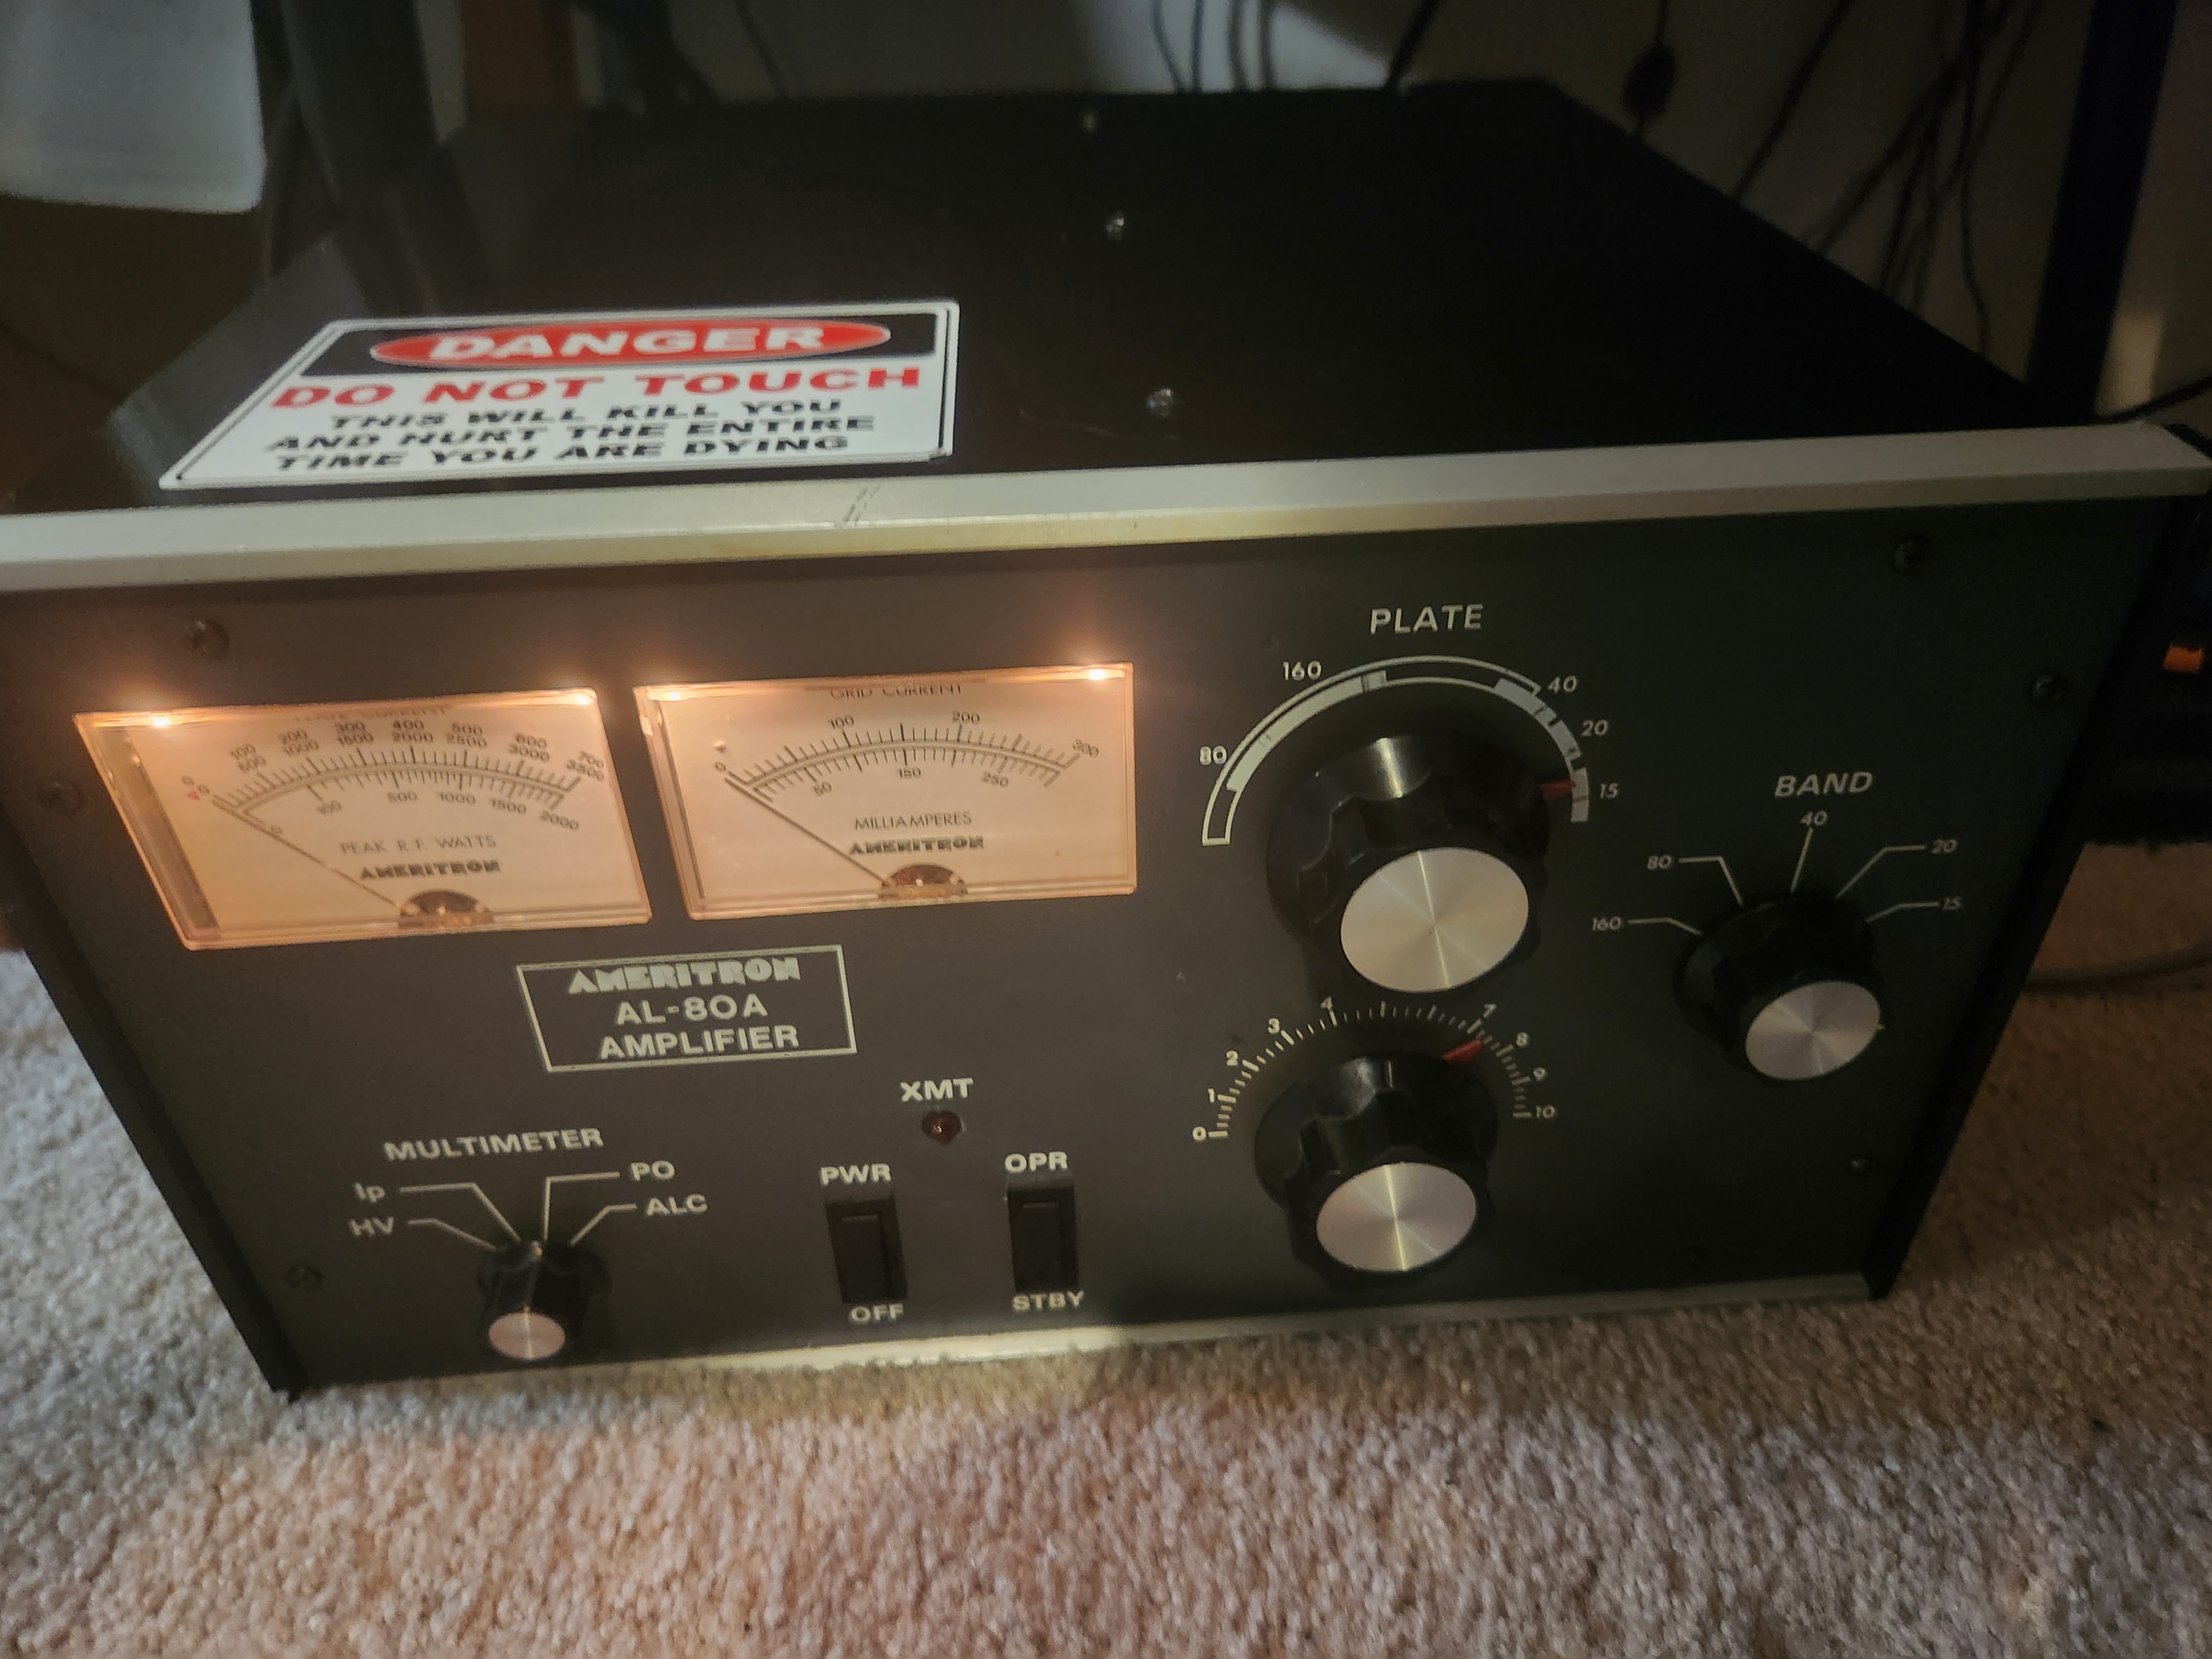 DANGER
DO NOT TOUCH
THIS WILL KILL YOU
AND HURT THE ENTIRE
TIME YOU ARE DYING
PLATE CURRENT
0 100 200 300 400 500 600 700
0 500 1000 1500 2000 2500 3000 3500
0 100 500 1000 1500 2000
PEAK R.F. WATTS
AMERITRON
GRID CURRENT
0 100 200 300
50 150 250
MILLIAMPERES
AMERITRON
PLATE
80 160 40 20 15
BAND
160 80 40 20 15
AMERITRON
AL-80A
AMPLIFIER
0 1 2 3 4 7 8 9 10
XMT
MULTIMETER
HV Ip PO ALC
PWR
OFF
OPR
STBY